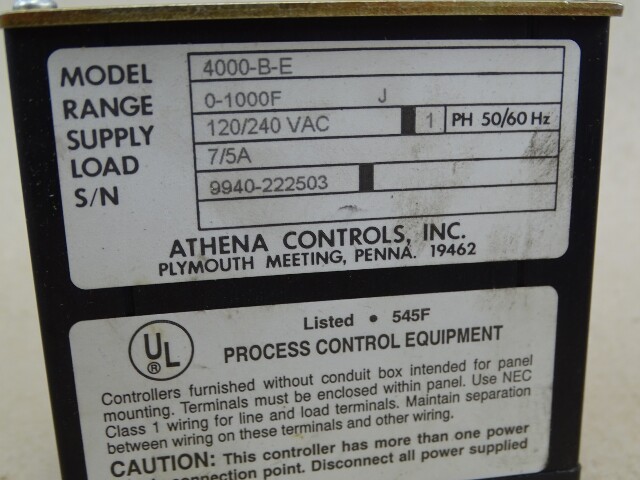 MODEL 4000-B-E
RANGE 0-1000F J
SUPPLY 120/240 VAC 1 PH 50/60 Hz
LOAD 7/5A
S/N 9940-222503
ATHENA CONTROLS, INC.
PLYMOUTH MEETING, PENNA. 19462
UL ®
Listed • 545F
PROCESS CONTROL EQUIPMENT
Controllers furnished without conduit box intended for panel
mounting. Terminals must be enclosed within panel. Use NEC
Class 1 wiring for line and load terminals. Maintain separation
between wiring on these terminals and other wiring.
CAUTION: This controller has more than one power
connection point. Disconnect all power supplied